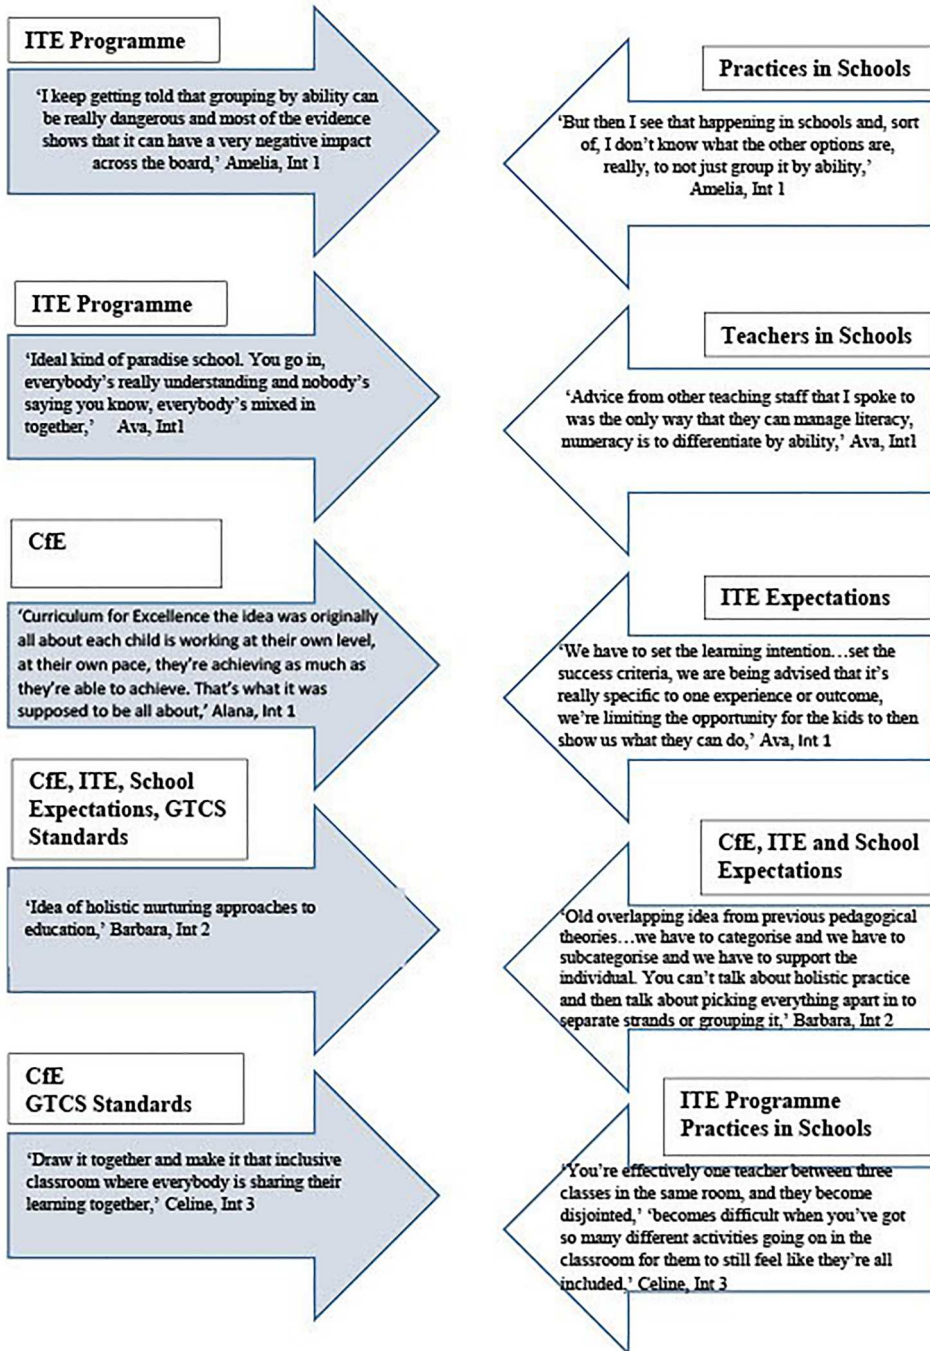 ITE Programme
‘I keep getting told that grouping by ability can
be really dangerous and most of the evidence
shows that it can have a very negative impact
across the board,’ Amelia, Int 1
Practices in Schools
‘But then I see that happening in schools and, sort
of, I don’t know what the other options are,
really, to not just group it by ability,’
Amelia, Int 1
ITE Programme
‘Ideal kind of paradise school. You go in,
everybody’s really understanding and nobody’s
saying you know, everybody’s mixed in
together,’ Ava, Int1
Teachers in Schools
‘Advice from other teaching staff that I spoke to
was the only way that they can manage literacy,
numeracy is to differentiate by ability,’ Ava, Int1
CfE
‘Curriculum for Excellence the idea was originally
all about each child is working at their own level,
at their own pace, they’re achieving as much as
they’re able to achieve. That’s what it was
supposed to be all about,’ Alana, Int 1
ITE Expectations
‘We have to set the learning intention…set the
success criteria, we are being advised that it’s
really specific to one experience or outcome,
we’re limiting the opportunity for the kids to then
show us what they can do,’ Ava, Int 1
CfE, ITE, School
Expectations, GTCS
Standards
‘Idea of holistic nurturing approaches to
education,’ Barbara, Int 2
CfE, ITE and School
Expectations
‘Old overlapping idea from previous pedagogical
theories…we have to categorise and we have to
subcategorise and we have to support the
individual. You can’t talk about holistic practice
and then talk about picking everything apart in to
separate strands or grouping it,’ Barbara, Int 2
CfE
GTCS Standards
‘Draw it together and make it that inclusive
classroom where everybody is sharing their
learning together,’ Celine, Int 3
ITE Programme
Practices in Schools
‘You’re effectively one teacher between three
classes in the same room, and they become
disjointed,’ ‘becomes difficult when you’ve got
so many different activities going on in the
classroom for them to still feel like they’re all
included,’ Celine, Int 3